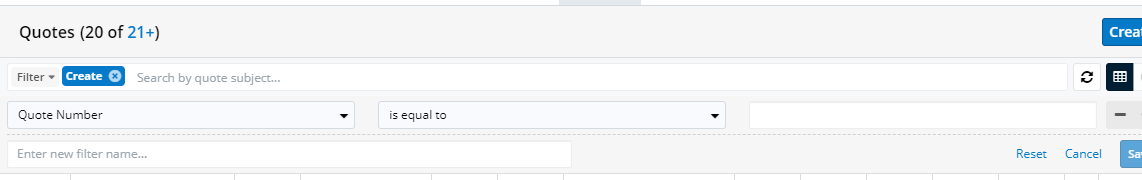 Quotes (20 of 21+)
Filter Create Search by quote subject...
Quote Number is equal to
Enter new filter name... Reset Cancel